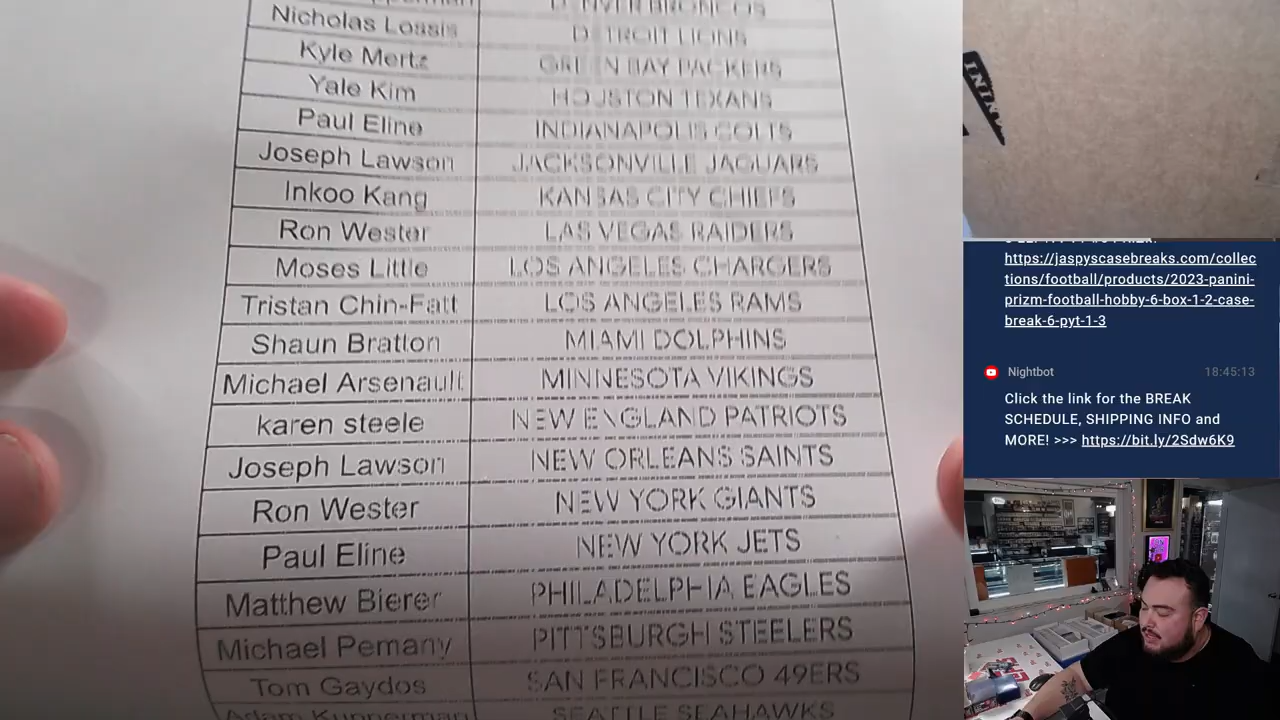 DENVER BRONCOS
Nicholas Lossis DETROIT LIONS
Kyle Mertz GREEN BAY PACKERS
Yale Kim HOUSTON TEXANS
Paul Eline INDIANAPOLIS COLTS
Joseph Lawson JACKSONVILLE JAGUARS
Inkoo Kang KANSAS CITY CHIEFS
Ron Wester LAS VEGAS RAIDERS
Moses Little LOS ANGELES CHARGERS
Tristan Chin-Fatt LOS ANGELES RAMS
Shaun Bratton MIAMI DOLPHINS
Michael Arsenault MINNESOTA VIKINGS
karen steele NEW ENGLAND PATRIOTS
Joseph Lawson NEW ORLEANS SAINTS
Ron Wester NEW YORK GIANTS
Paul Eline NEW YORK JETS
Matthew Bierer PHILADELPHIA EAGLES
Michael Pemany PITTSBURGH STEELERS
Tom Gaydos SAN FRANCISCO 49ERS
Adam Kupperman SEATTLE SEAHAWKS
https://jaspyscasebreaks.com/collec
tions/football/products/2023-panini-
prizm-football-hobby-6-box-1-2-case-
break-6-pyt-1-3
Nightbot 18:45:13
Click the link for the BREAK
SCHEDULE, SHIPPING INFO and
MORE! >>> https://bit.ly/2Sdw6K9